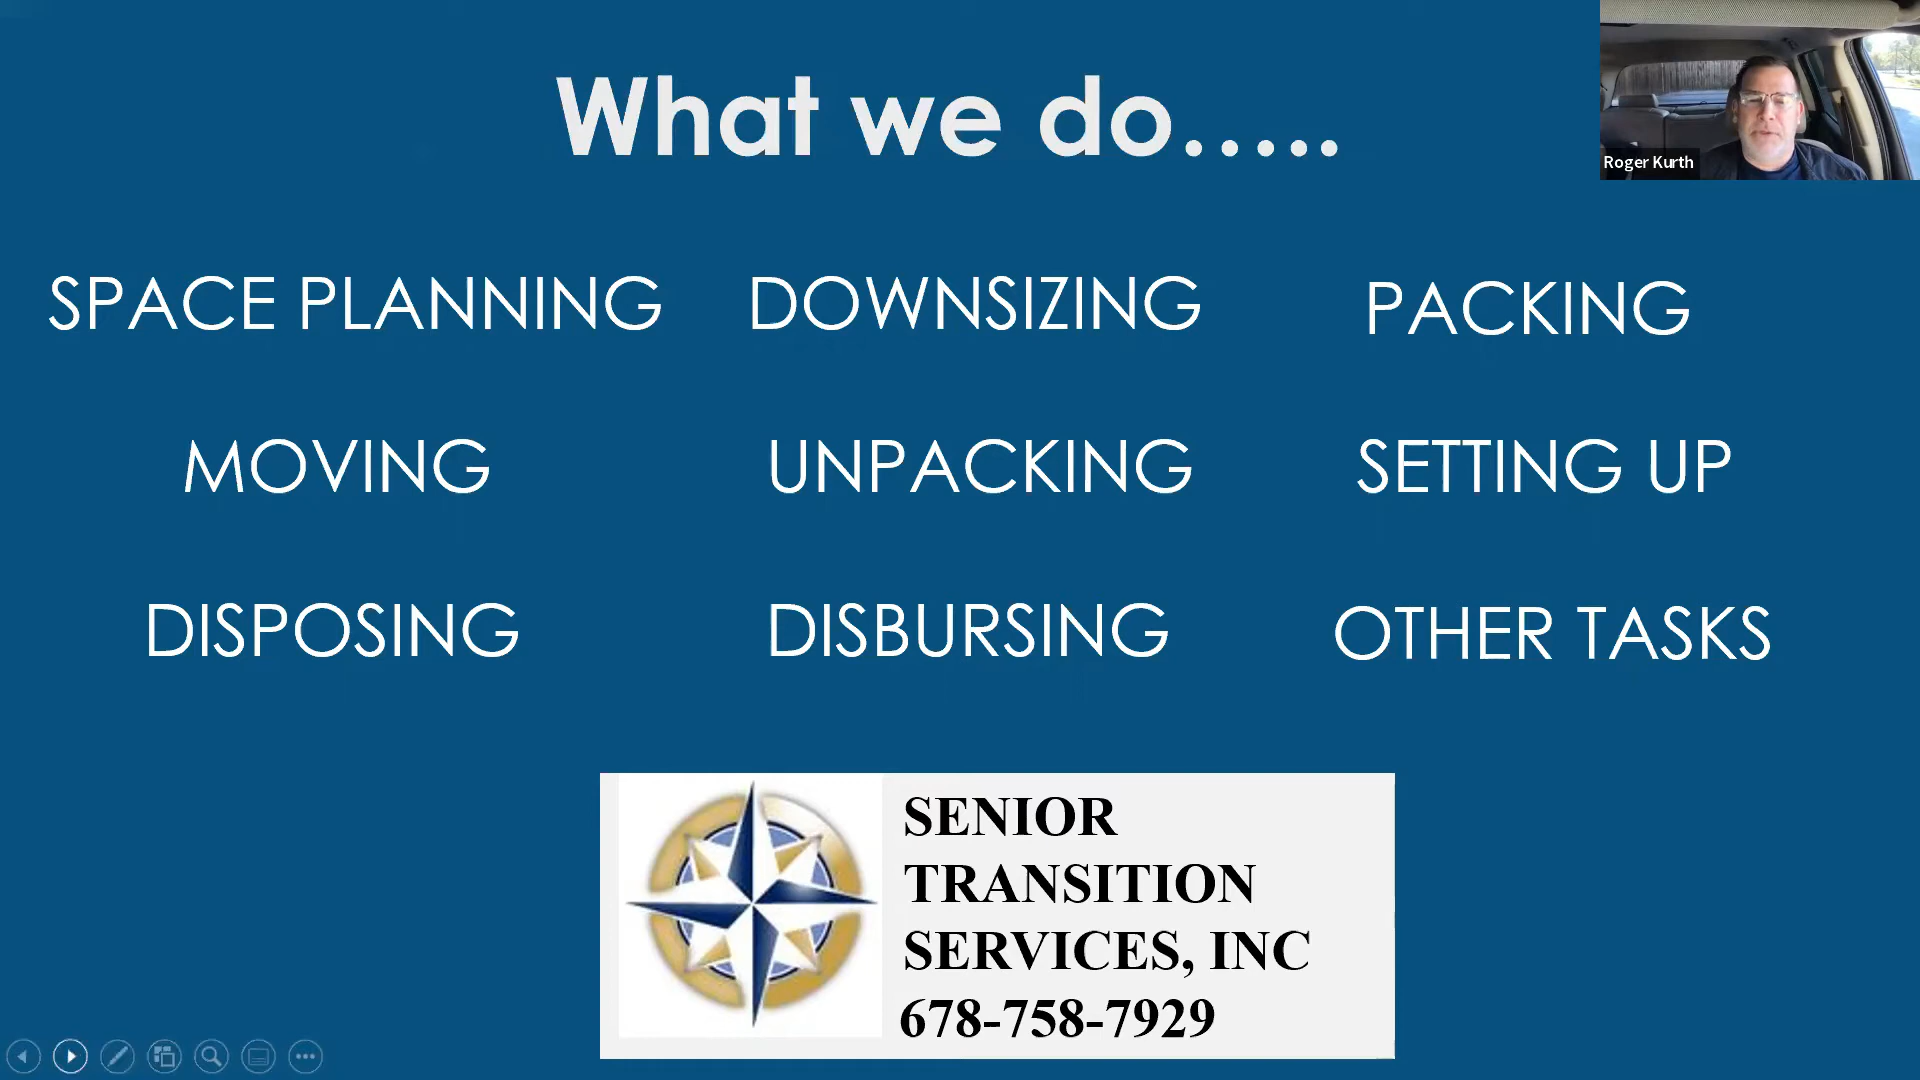 What we do.....
Roger Kurth
SPACE PLANNING
DOWNSIZING
PACKING
MOVING
UNPACKING
SETTING UP
DISPOSING
DISBURSING
OTHER TASKS
SENIOR
TRANSITION
SERVICES, INC
678-758-7929